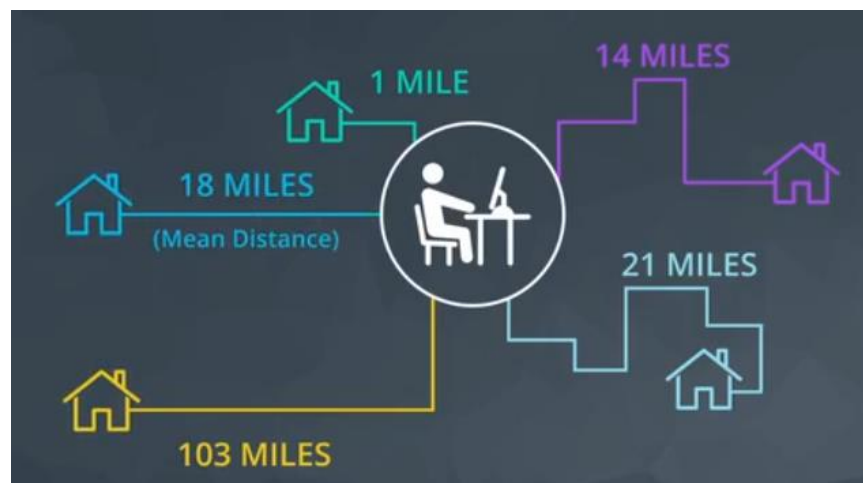 14 MILES
1 MILE
18 MILES
(Mean Distance)
21 MILES
103 MILES